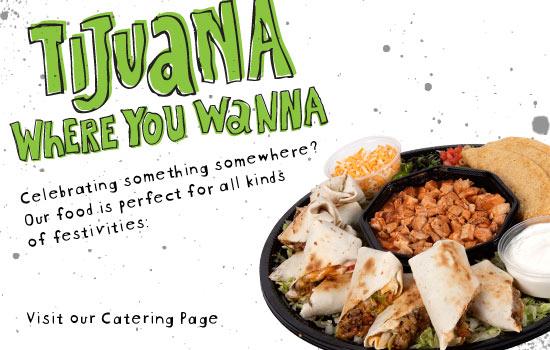 TIJUANA
WHERE YOU WANNA
Celebrating something somewhere?
Our food is perfect for all kinds
of festivities:
Visit our Catering Page